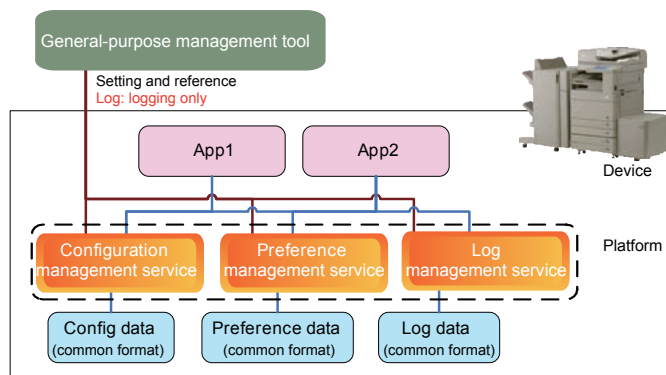 General-purpose management tool
Setting and reference
Log: logging only
App1
App2
Device
Configuration
management service
Preference
management service
Log
management service
Platform
Config data
(common format)
Preference data
(common format)
Log data
(common format)